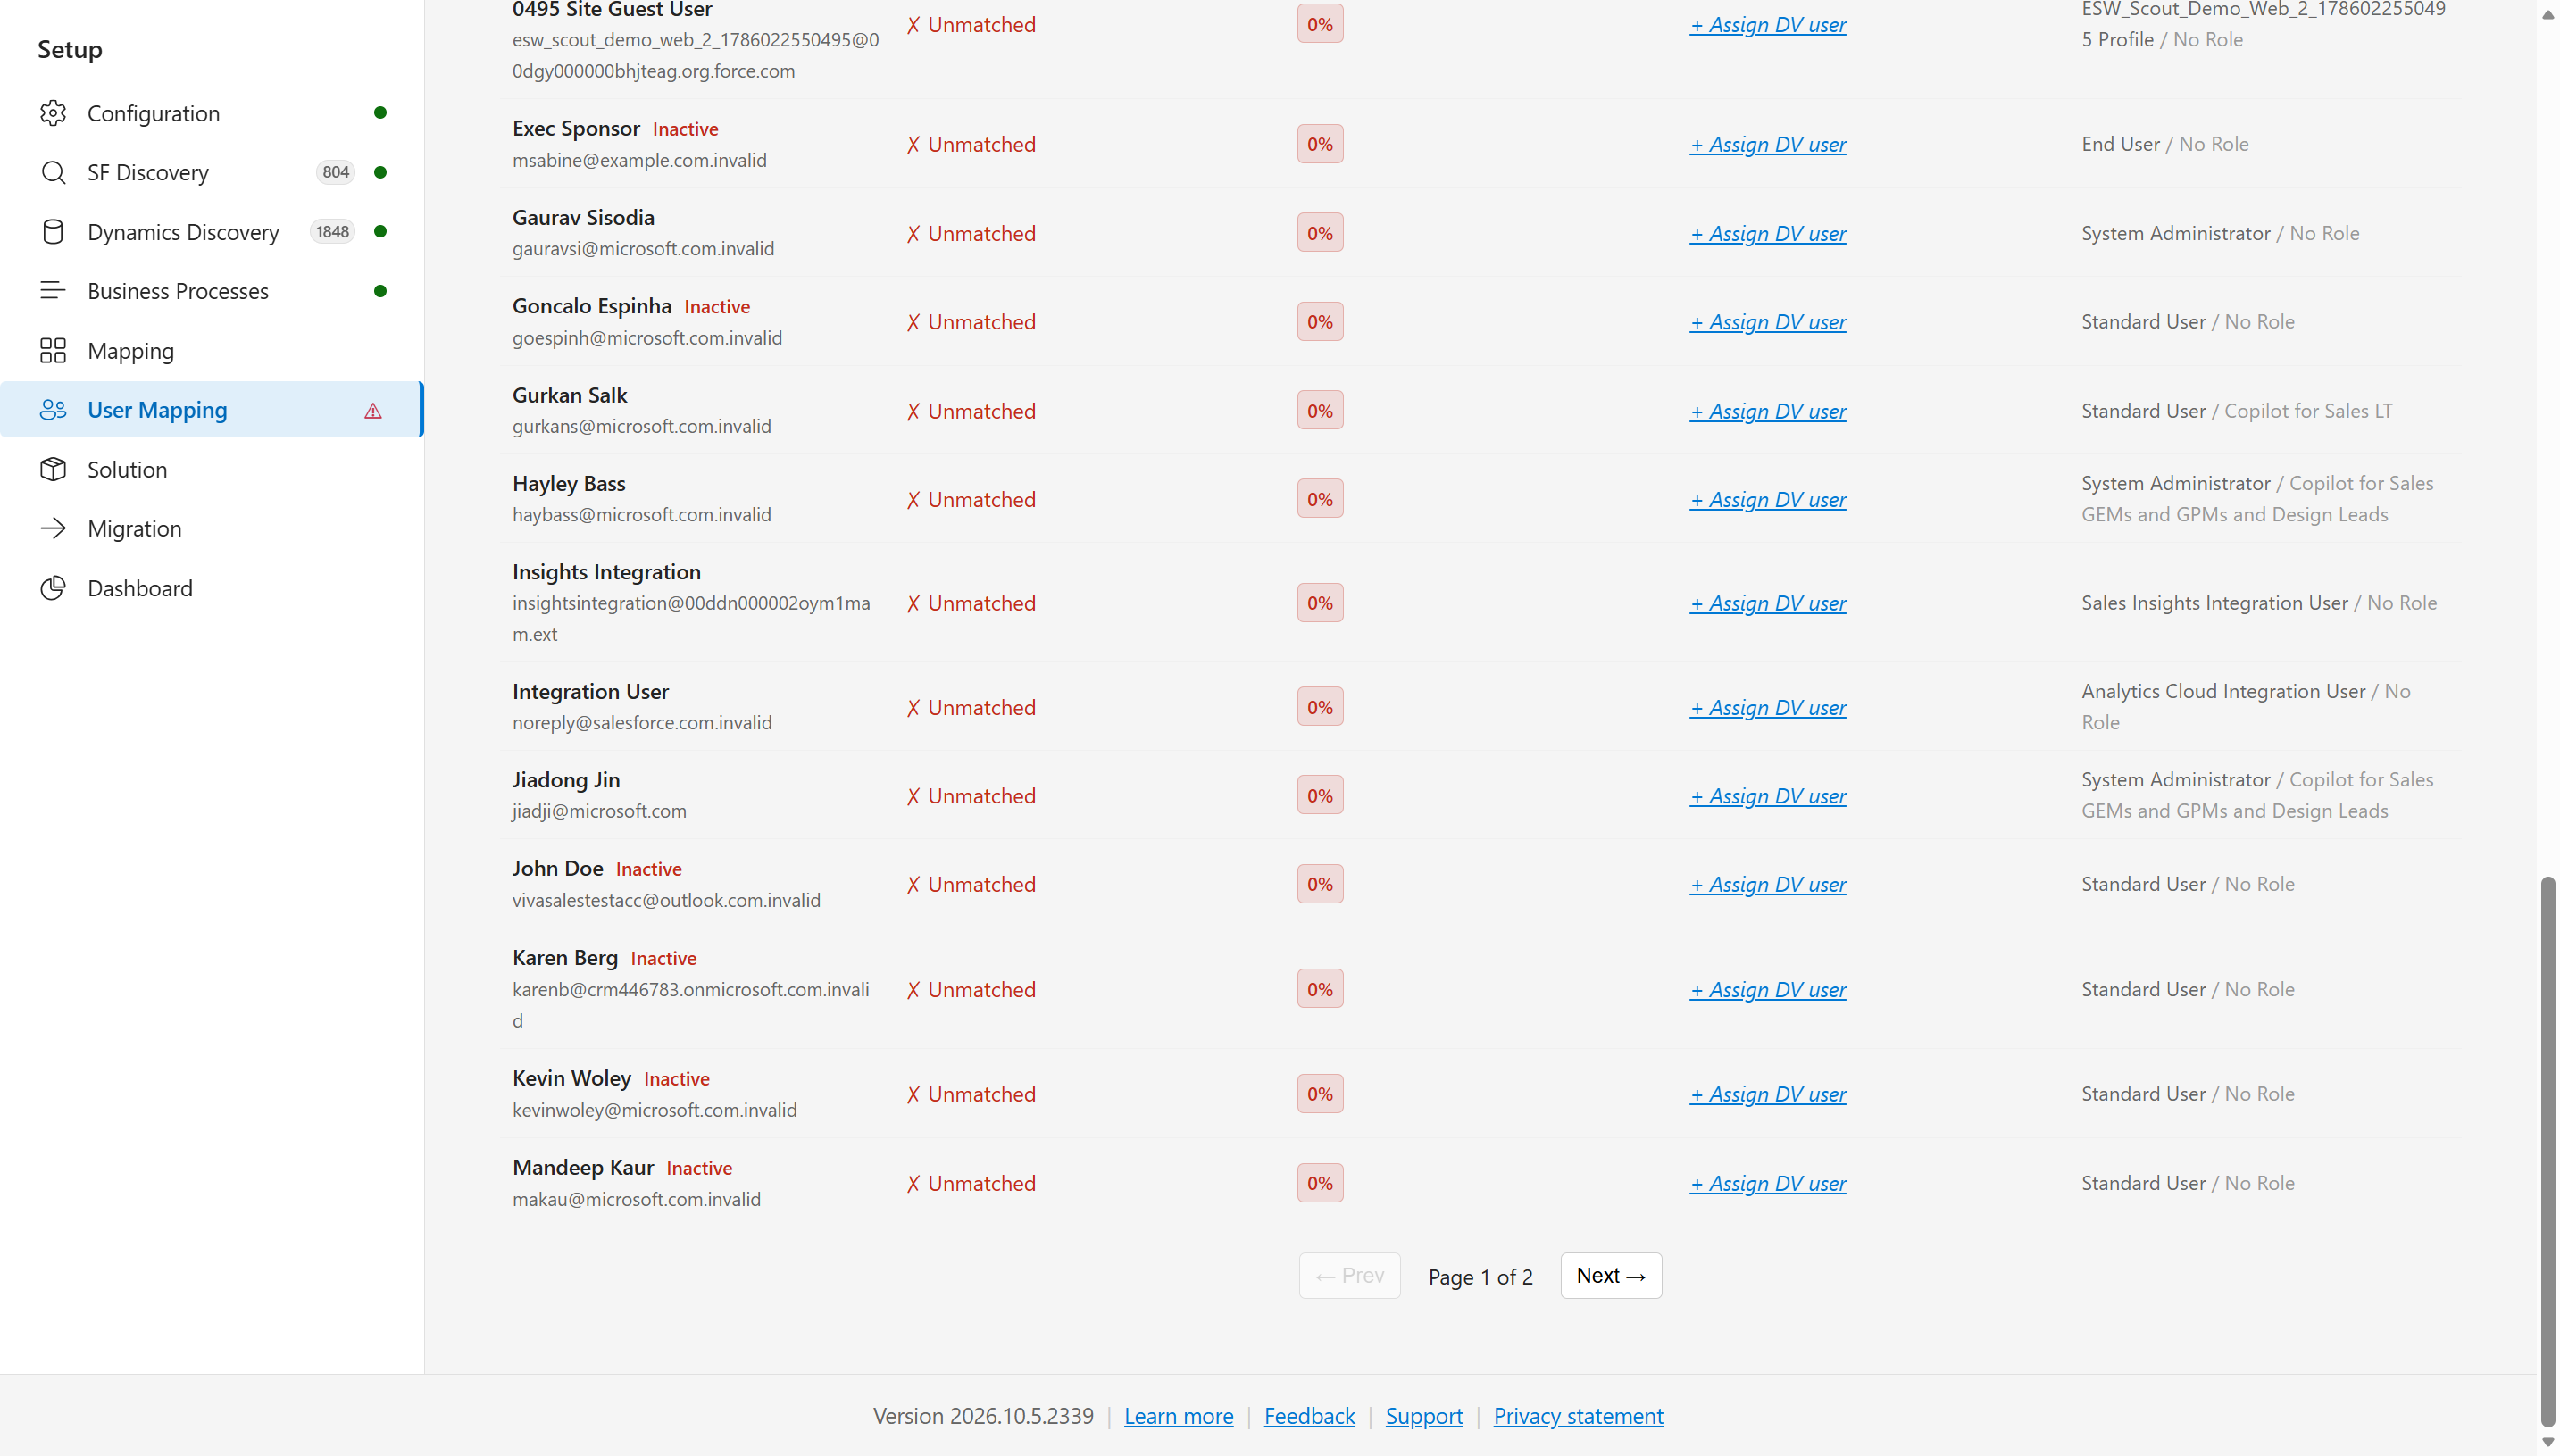 Setup
Configuration
SF Discovery 804
Dynamics Discovery 1848
Business Processes
Mapping
User Mapping
Solution
Migration
Dashboard
0495 Site Guest User
esw_scout_demo_web_2_1786022550495@0
0dgy000000bhjteag.org.force.com
✗ Unmatched
0%
+ Assign DV user
ESW_Scout_Demo_Web_2_178602255049
5 Profile / No Role
Exec Sponsor Inactive
msabine@example.com.invalid
✗ Unmatched
0%
+ Assign DV user
End User / No Role
Gaurav Sisodia
gauravsi@microsoft.com.invalid
✗ Unmatched
0%
+ Assign DV user
System Administrator / No Role
Goncalo Espinha Inactive
goespinh@microsoft.com.invalid
✗ Unmatched
0%
+ Assign DV user
Standard User / No Role
Gurkan Salk
gurkans@microsoft.com.invalid
✗ Unmatched
0%
+ Assign DV user
Standard User / Copilot for Sales LT
Hayley Bass
haybass@microsoft.com.invalid
✗ Unmatched
0%
+ Assign DV user
System Administrator / Copilot for Sales
GEMs and GPMs and Design Leads
Insights Integration
insightsintegration@00ddn000002oym1ma
m.ext
✗ Unmatched
0%
+ Assign DV user
Sales Insights Integration User / No Role
Integration User
noreply@salesforce.com.invalid
✗ Unmatched
0%
+ Assign DV user
Analytics Cloud Integration User / No
Role
Jiadong Jin
jiadji@microsoft.com
✗ Unmatched
0%
+ Assign DV user
System Administrator / Copilot for Sales
GEMs and GPMs and Design Leads
John Doe Inactive
vivasalestestacc@outlook.com.invalid
✗ Unmatched
0%
+ Assign DV user
Standard User / No Role
Karen Berg Inactive
karenb@crm446783.onmicrosoft.com.invali
d
✗ Unmatched
0%
+ Assign DV user
Standard User / No Role
Kevin Woley Inactive
kevinwoley@microsoft.com.invalid
✗ Unmatched
0%
+ Assign DV user
Standard User / No Role
Mandeep Kaur Inactive
makau@microsoft.com.invalid
✗ Unmatched
0%
+ Assign DV user
Standard User / No Role
← Prev Page 1 of 2 Next →
Version 2026.10.5.2339 | Learn more | Feedback | Support | Privacy statement